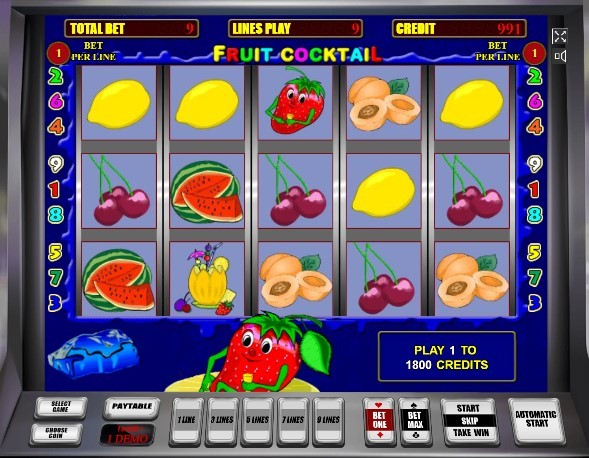 TOTAL BET 9
LINES PLAY 9
CREDIT 991
1 BET PER LINE
FRUIT COCKTAIL
BET PER LINE 1
2 2
6 6
4 4
9 9
1 1
8 8
5 5
7 7
3 3
PLAY 1 TO
1800 CREDITS
SELECT
GAME
CHOOSE
COIN
PAYTABLE
1 DEMO
1 LINE
3 LINES
5 LINES
7 LINES
9 LINES
BET
ONE
BET
MAX
START
SKIP
TAKE WIN
AUTOMATIC
START